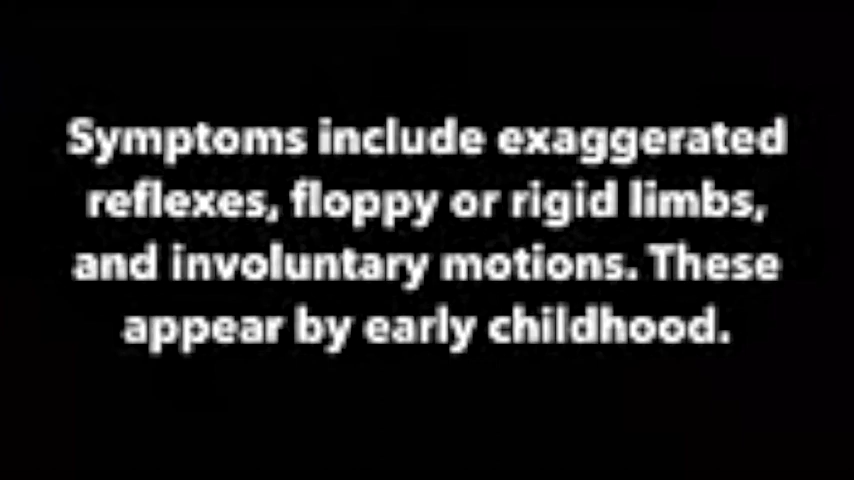 Symptoms include exaggerated
reflexes, floppy or rigid limbs,
and involuntary motions. These
appear by early childhood.